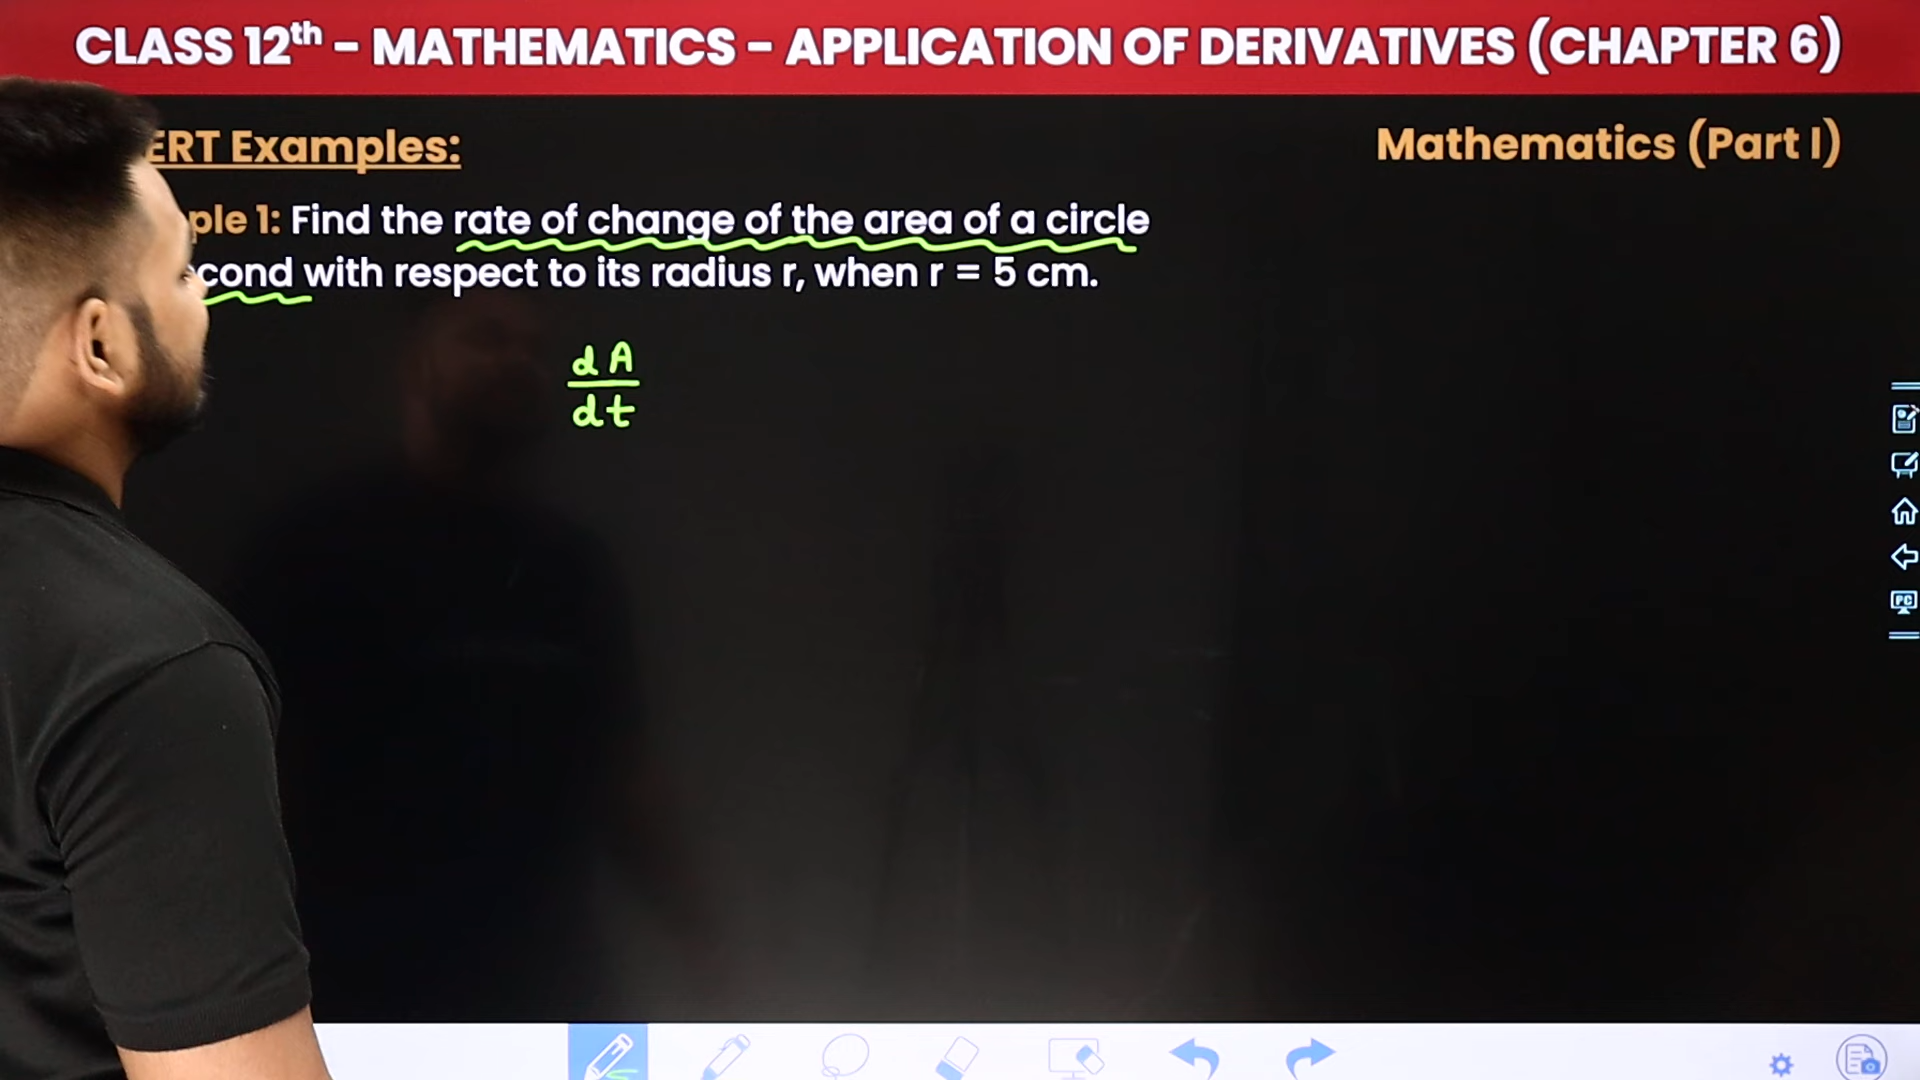 CLASS 12th - MATHEMATICS - APPLICATION OF DERIVATIVES (CHAPTER 6)
ERT Examples:
Mathematics (Part I)
ple 1: Find the rate of change of the area of a circle
cond with respect to its radius r, when r = 5 cm.
dA
dt
PC